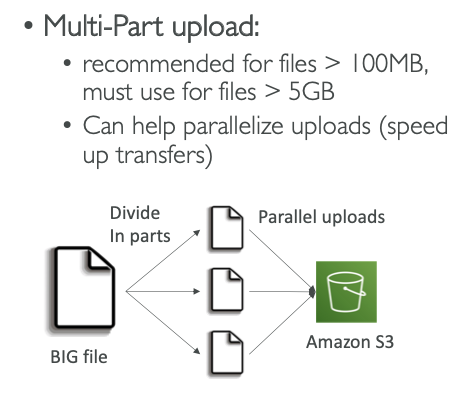 • Multi-Part upload:
• recommended for files > 100MB,
must use for files > 5GB
• Can help parallelize uploads (speed
up transfers)
Divide
In parts
Parallel uploads
BIG file
Amazon S3